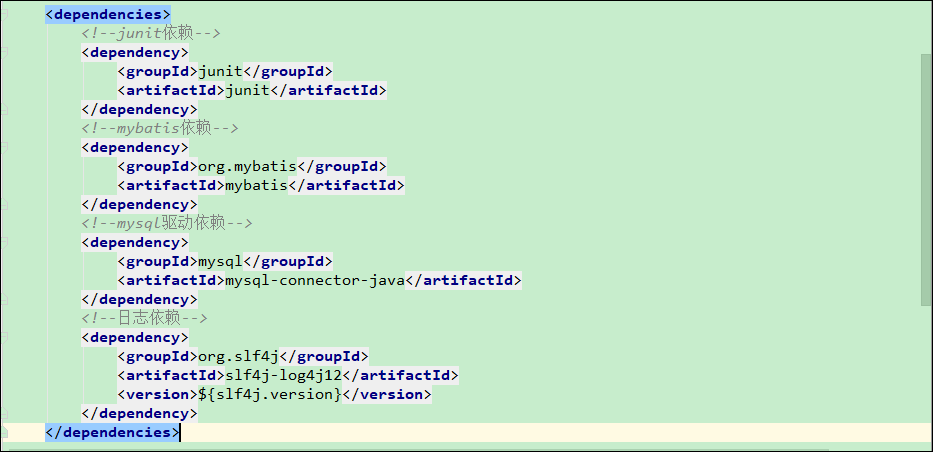 <dependencies>
<!--junit依赖-->
<dependency>
<groupId>junit</groupId>
<artifactId>junit</artifactId>
</dependency>
<!--mybatis依赖-->
<dependency>
<groupId>org.mybatis</groupId>
<artifactId>mybatis</artifactId>
</dependency>
<!--mysql驱动依赖-->
<dependency>
<groupId>mysql</groupId>
<artifactId>mysql-connector-java</artifactId>
</dependency>
<!--日志依赖-->
<dependency>
<groupId>org.slf4j</groupId>
<artifactId>slf4j-log4j12</artifactId>
<version>${slf4j.version}</version>
</dependency>
</dependencies>